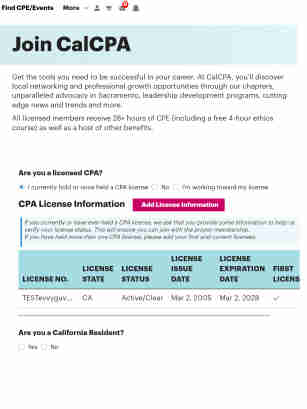 Find CPE/Events More
Join CalCPA
Get the tools you need to be successful in your career. At CalCPA, you'll discover
local networking and professional growth opportunities through our chapters,
unparalleled advocacy in Sacramento, leadership development programs, cutting
edge news and trends and more.
All licensed members receive 28+ hours of CPE (including a free 4-hour ethics
course) as well as a host of other benefits.
Are you a licensed CPA?
I currently hold or once held a CPA license No I'm working toward my license
CPA License Information Add License Information
If you currently or have ever held a CPA license, we ask that you provide some information to help us
verify your license status. This will ensure you can join with the proper membership.
If you have held more than one CPA license, please add your first and current licenses.
LICENSE NO. LICENSE STATE LICENSE STATUS LICENSE ISSUE DATE LICENSE EXPIRATION DATE FIRST LICENS
TESTevvyguv... CA Active/Clear Mar 2, 2005 Mar 2, 2028
Are you a California Resident?
Yes No